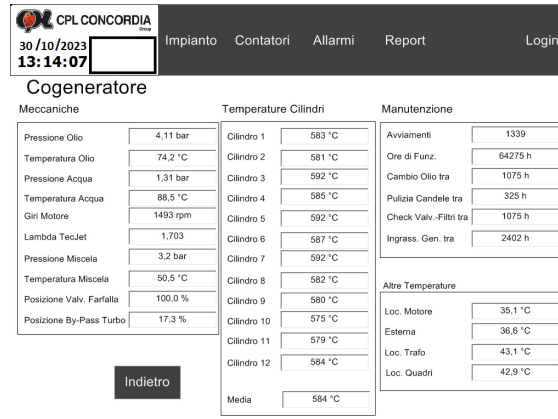 CPL CONCORDIA
Group
30/10/2023
13:14:07
Impianto Contatori Allarmi Report Login
Cogeneratore
Meccaniche
Pressione Olio 4,11 bar
Temperatura Olio 74,2 °C
Pressione Acqua 1,31 bar
Temperatura Acqua 88,5 °C
Giri Motore 1493 rpm
Lambda TecJet 1,703
Pressione Miscela 3,2 bar
Temperatura Miscela 50,5 °C
Posizione Valv. Farfalla 100,0 %
Posizione By-Pass Turbo 17,3 %
Indietro
Temperature Cilindri
Cilindro 1 583 °C
Cilindro 2 581 °C
Cilindro 3 592 °C
Cilindro 4 585 °C
Cilindro 5 592 °C
Cilindro 6 587 °C
Cilindro 7 592 °C
Cilindro 8 582 °C
Cilindro 9 580 °C
Cilindro 10 575 °C
Cilindro 11 579 °C
Cilindro 12 584 °C
Media 584 °C
Manutenzione
Avviamenti 1339
Ore di Funz. 64275 h
Cambio Olio tra 1075 h
Pulizia Candele tra 325 h
Check Valv.-Filtri tra 1075 h
Ingrass. Gen. tra 2402 h
Altre Temperature
Loc. Motore 35,1 °C
Esterna 36,6 °C
Loc. Trafo 43,1 °C
Loc. Quadri 42,9 °C